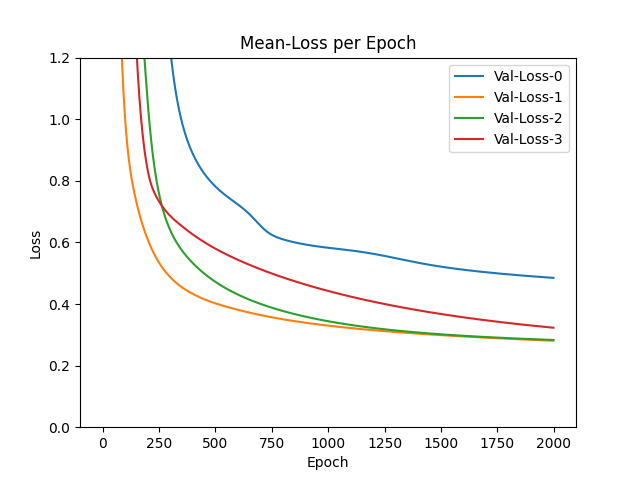 Mean-Loss per Epoch
Val-Loss-0
Val-Loss-1
Val-Loss-2
Val-Loss-3
Loss
1.2
1.0
0.8
0.6
0.4
0.2
0.0
0 250 500 750 1000 1250 1500 1750 2000
Epoch